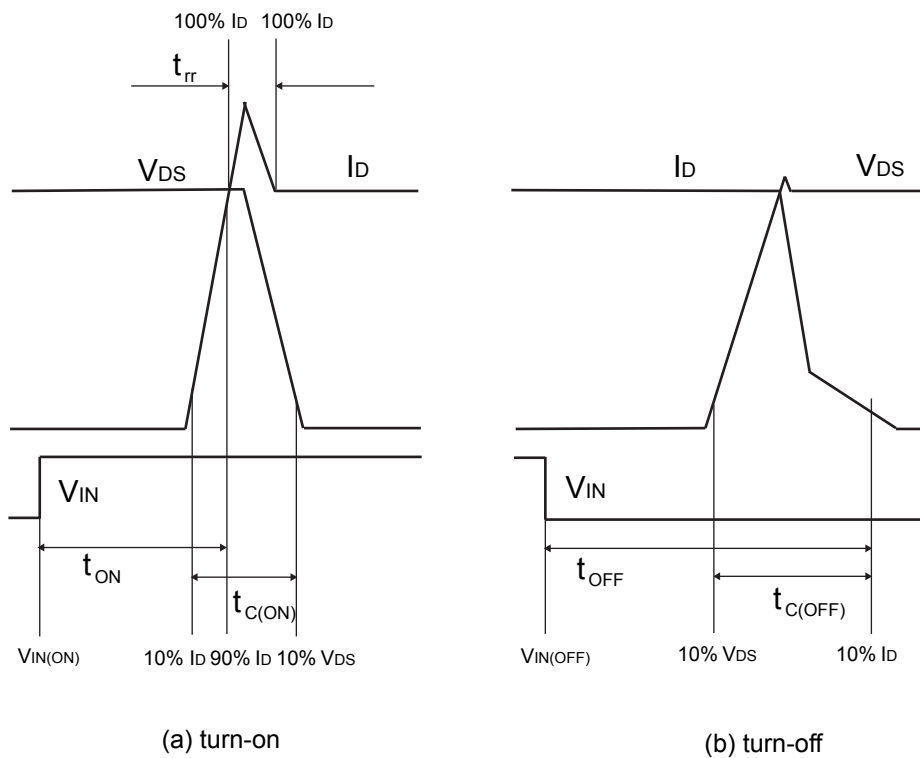 100% ID 100% ID
trr
VDS ID
VIN
tON
tC(ON)
VIN(ON)
10% ID 90% ID 10% VDS
(a) turn-on
ID VDS
VIN
tOFF
tC(OFF)
VIN(OFF)
10% VDS 10% ID
(b) turn-off